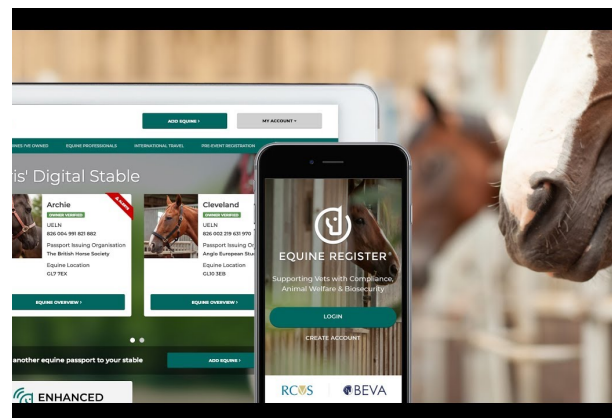 ADD EQUINE ›
MY ACCOUNT
EQUINE PROFESSIONALS
INTERNATIONAL TRAVEL
PRE-EVENT REGISTRATION
ris' Digital Stable
Archie
OWNER VERIFIED
UELN
826 004 991 621 682
Passport Issuing Organisation
The British Horse Society
Equine Location
GL7 7EX
EQUINE OVERVIEW ›
Cleveland
OWNER VERIFIED
UELN
826 002 219 631 970
Passport Issuing Or
Anglo European Stu
Equine Location
GL10 3EB
EQUINE OVERVIEW ›
another equine passport to your stable
ADD EQUINE ›
ENHANCED
EQUINE REGISTER
Supporting Vets with Compliance,
Animal Welfare & Biosecurity
LOGIN
CREATE ACCOUNT
RCVS
BEVA